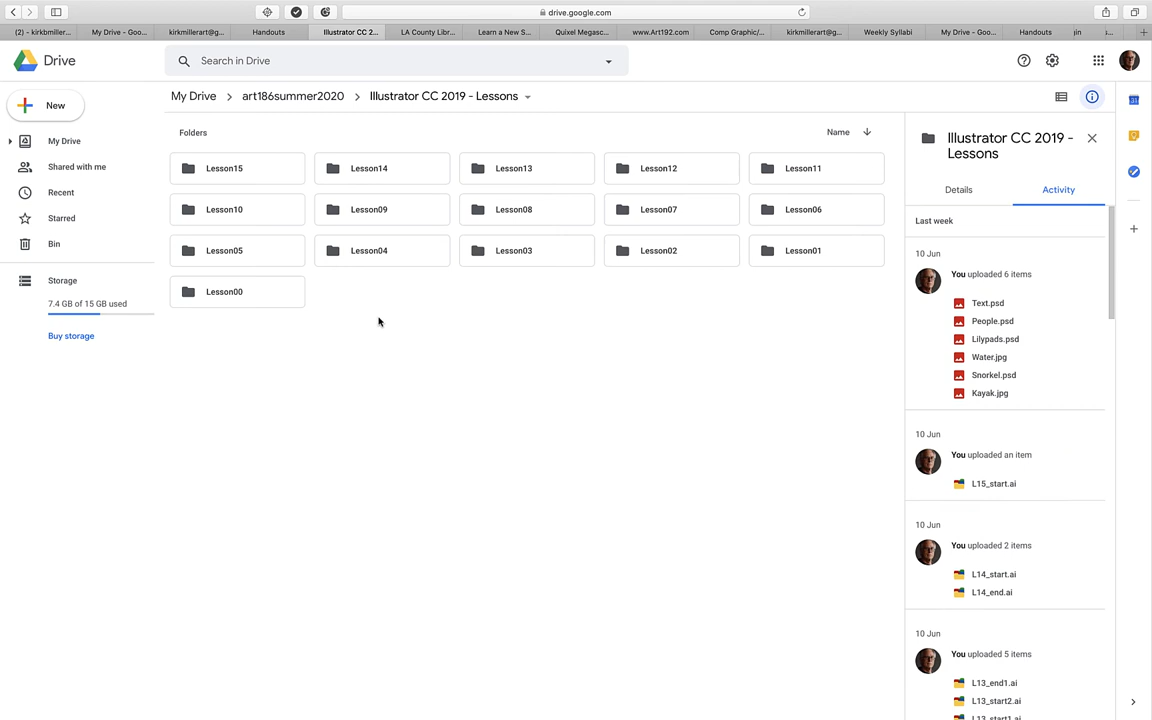 drive.google.com
(2) - kirkbmiller...
My Drive - Goo...
kirkmillerart@g...
Handouts
Illustrator CC 2...
LA County Libr...
Learn a New S...
Quixel Megasc...
www.Art192.com
Comp Graphic/...
kirkmillerart@g...
Weekly Syllabi
My Drive - Goo...
Handouts
Drive
Search in Drive
New
My Drive
Shared with me
Recent
Starred
Bin
Storage
7.4 GB of 15 GB used
Buy storage
My Drive > art186summer2020 > Illustrator CC 2019 - Lessons
Folders
Name
Lesson15
Lesson14
Lesson13
Lesson12
Lesson11
Lesson10
Lesson09
Lesson08
Lesson07
Lesson06
Lesson05
Lesson04
Lesson03
Lesson02
Lesson01
Lesson00
Illustrator CC 2019 -
Lessons
Details
Activity
Last week
10 Jun
You uploaded 6 items
Text.psd
People.psd
Lilypads.psd
Water.jpg
Snorkel.psd
Kayak.jpg
10 Jun
You uploaded an item
L15_start.ai
10 Jun
You uploaded 2 items
L14_start.ai
L14_end.ai
10 Jun
You uploaded 5 items
L13_end1.ai
L13_start2.ai
L13_start1.ai